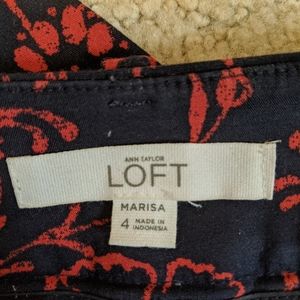 ANN TAYLOR
LOFT
MARISA
4 MADE IN
INDONESIA